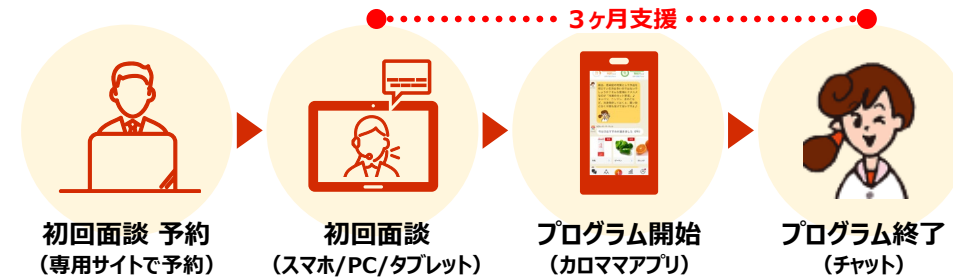 3ヶ月支援
初回面談 予約
（専用サイトで予約）
初回面談
（スマホ/PC/タブレット）
プログラム開始
（カロママアプリ）
プログラム終了
（チャット）